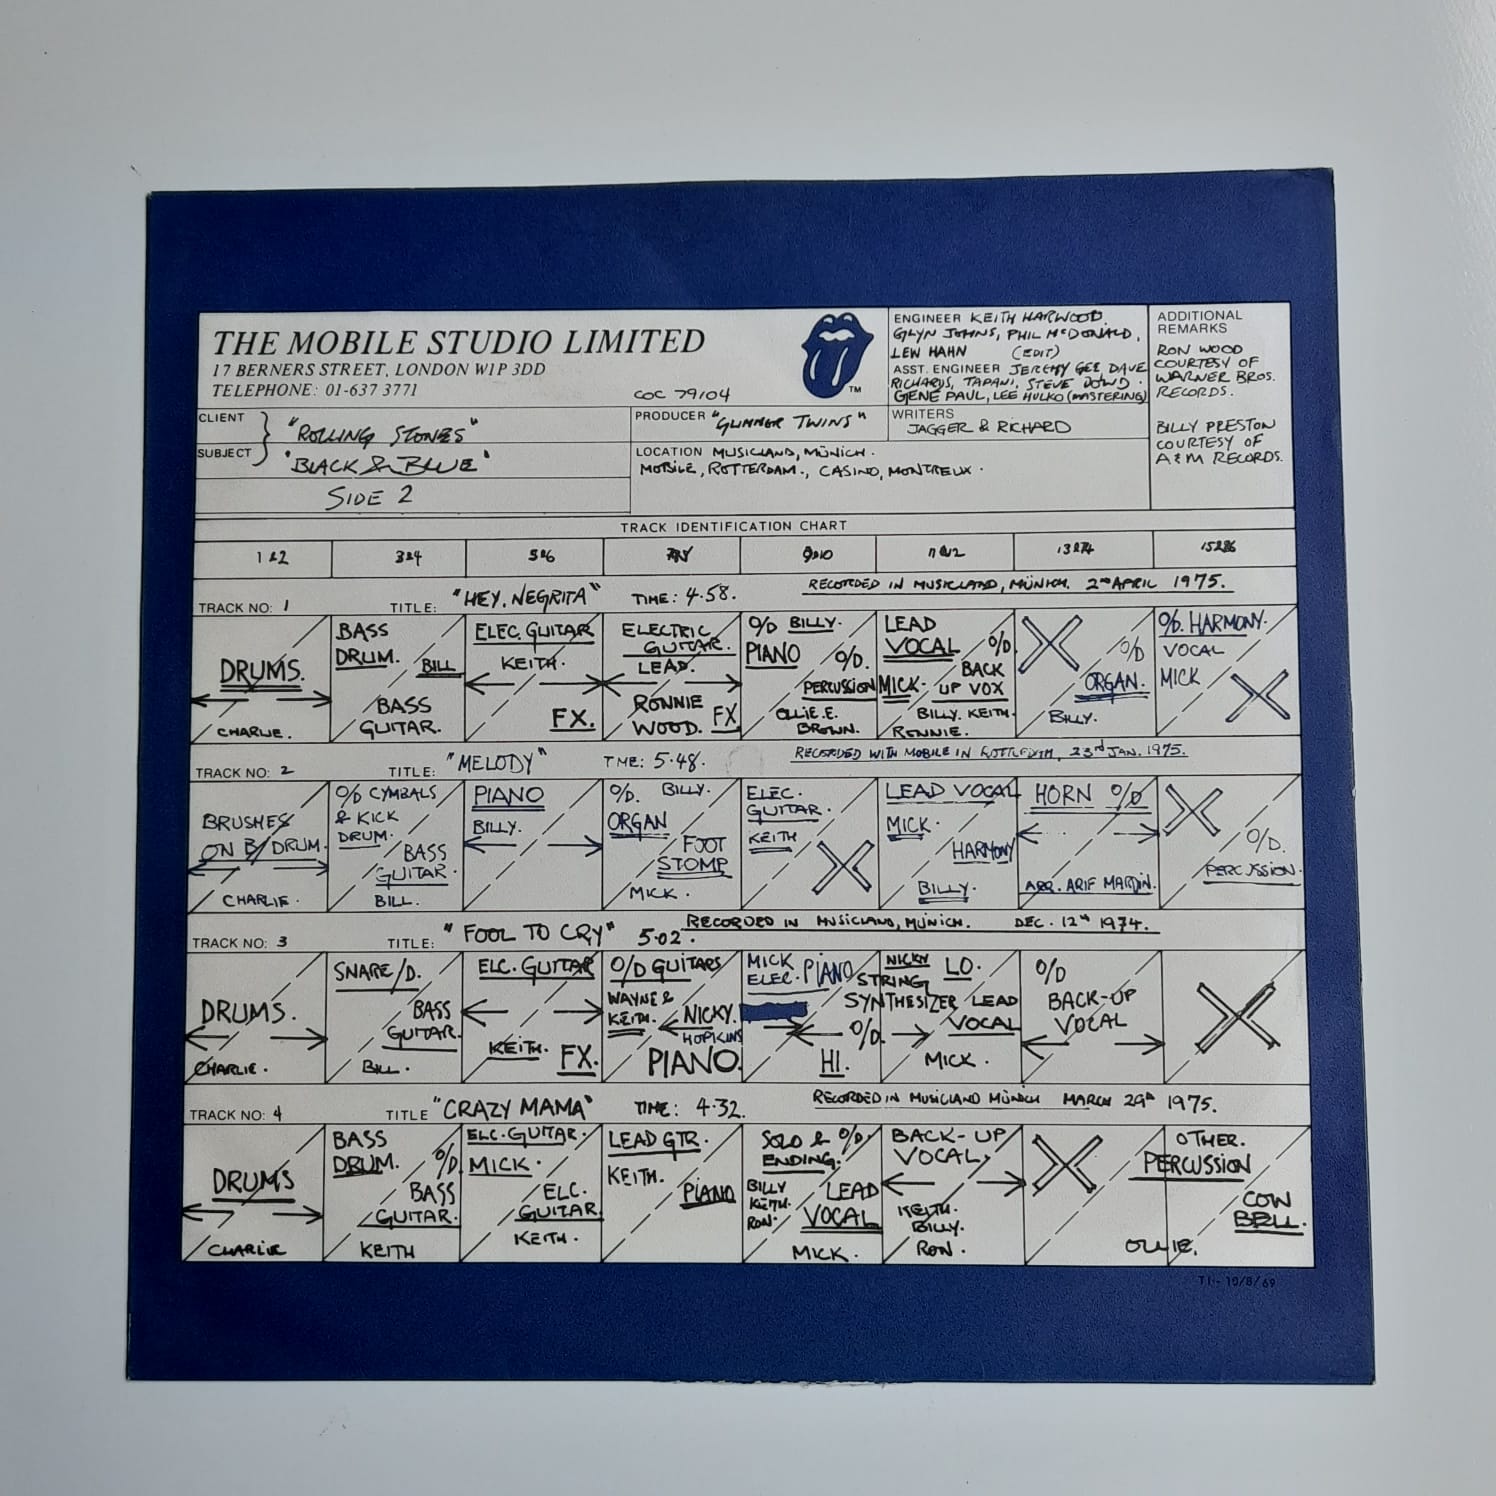 THE MOBILE STUDIO LIMITED
17 BERNERS STREET, LONDON W1P 3DD
TELEPHONE: 01-637 3771
COC 79104
TM
ENGINEER KEITH HARWOOD
GLYN JOHNS, PHIL McDONALD,
LEW HAHN (EDIT)
ASST. ENGINEER JEREMY GEE DAVE
RICHARDS, TAPANI, STEVE DOWD.
GENE PAUL, LEE HULKO (MASTERING)
ADDITIONAL
REMARKS
RON WOOD
COURTESY OF
WARNER BROS.
RECORDS.
BILLY PRESTON
COURTESY OF
A&M RECORDS.
CLIENT
"ROLLING STONES"
SUBJECT
"BLACK & BLUE"
SIDE 2
PRODUCER "GLIMMER TWINS"
WRITERS
JAGGER & RICHARD
LOCATION MUSICLAND, MÜNICH.
MOBILE, ROTTERDAM., CASINO, MONTREUX.
TRACK IDENTIFICATION CHART
1&2 3&4 5&6 7&8 9&10 11&12 13&14 15&16
TRACK NO: 1 TITLE: "HEY. NEGRITA" TIME: 4.58. RECORDED IN MUSICLAND, MÜNICH. 2nd APRIL 1975.
DRUMS.
CHARLIE.
BASS
DRUM. BILL
BASS
GUITAR.
ELEC. GUITAR
KEITH.
FX.
ELECTRIC
GUITAR.
LEAD.
RONNIE
WOOD. FX
O/D BILLY.
PIANO O/D.
PERCUSSION
OLLIE.E.
BROWN.
LEAD
VOCAL O/D
MICK. BACK
UP VOX
BILLY. KEITH.
RONNIE.
O/D
ORGAN.
BILLY.
O/D. HARMONY.
VOCAL
MICK
TRACK NO: 2 TITLE: "MELODY" TIME: 5.48. RECORDED WITH MOBILE IN ROTTERDAM, 23rd JAN. 1975.
BRUSHES
ON B/DRUM.
CHARLIE.
O/D CYMBALS
& KICK
DRUM.
BASS
GUITAR.
BILL.
PIANO
BILLY.
O/D. BILLY.
ORGAN
FOOT
STOMP
MICK.
ELEC.
GUITAR.
KEITH
LEAD VOCAL
MICK.
HARMONY
BILLY.
HORN O/D
ARR. ARIF MARDIN.
O/D.
PERCUSSION.
TRACK NO: 3 TITLE: "FOOL TO CRY" 5.02. RECORDED IN MUSICLAND, MÜNICH. DEC. 12th 1974.
DRUMS.
CHARLIE.
SNARE/D.
BASS
GUITAR.
BILL.
ELC. GUITAR
KEITH. FX.
O/D GUITARS
WAYNE &
KEITH. NICKY.
HOPKINS
PIANO.
MICK
ELEC. PIANO
NICKY LO.
STRING
SYNTHESIZER
O/D.
HI.
LEAD
VOCAL
MICK.
O/D
BACK-UP
VOCAL
TRACK NO: 4 TITLE "CRAZY MAMA" TIME: 4.32. RECORDED IN MUSICLAND MÜNICH MARCH 29th 1975.
DRUMS
CHARLIE
BASS
DRUM. O/D
BASS
GUITAR.
KEITH
ELC. GUITAR.
MICK.
ELC.
GUITAR.
KEITH.
LEAD GTR.
KEITH.
PIANO
SOLO & O/D.
ENDING.
BILLY
KEITH.
RON.
LEAD
VOCAL
MICK.
BACK-UP
VOCAL.
KEITH.
BILLY.
RON.
OTHER.
PERCUSSION
COW
BELL.
OLLIE.
T1 - 10/8/69